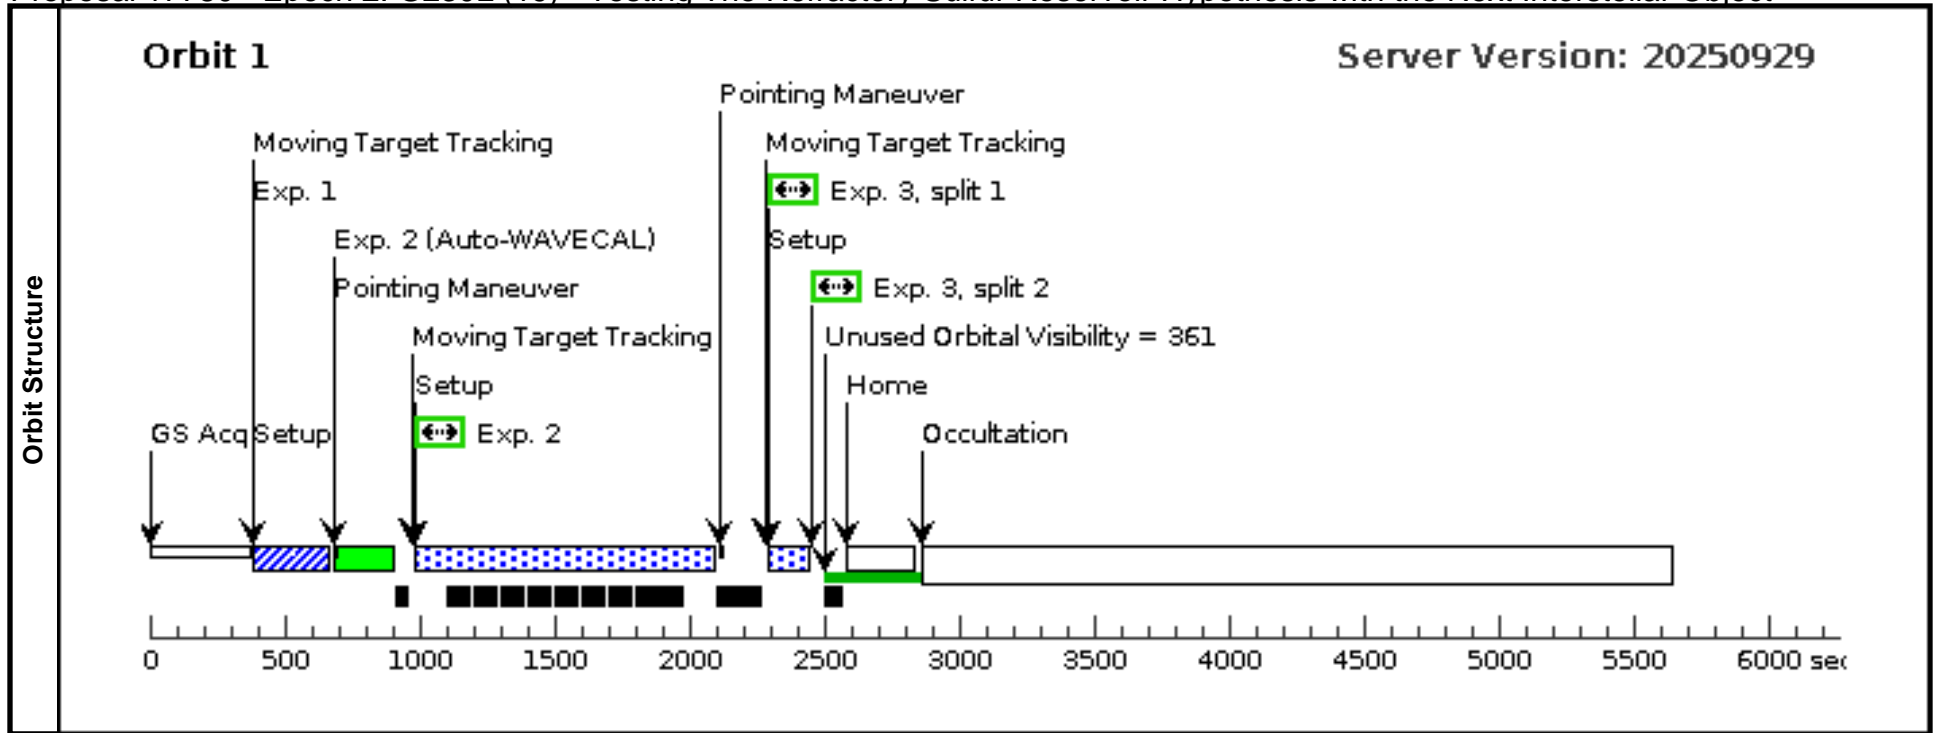 Orbit 1
Server Version: 20250929
Pointing Maneuver
Moving Target Tracking
Moving Target Tracking
Exp. 1
Exp. 3, split 1
Exp. 2 (Auto-WAVECAL)
Setup
Pointing Maneuver
Exp. 3, split 2
Moving Target Tracking
Unused Orbital Visibility = 361
Setup
Home
GS Acq
Setup
Exp. 2
Occultation
Orbit Structure
0 500 1000 1500 2000 2500 3000 3500 4000 4500 5000 5500 6000 sec